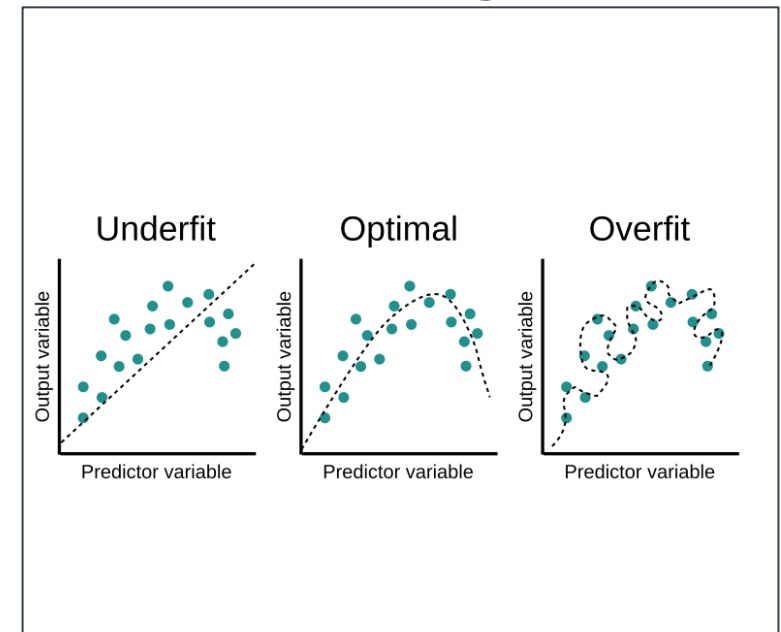 Underfit
Optimal
Overfit
Output variable
Predictor variable
Output variable
Predictor variable
Output variable
Predictor variable